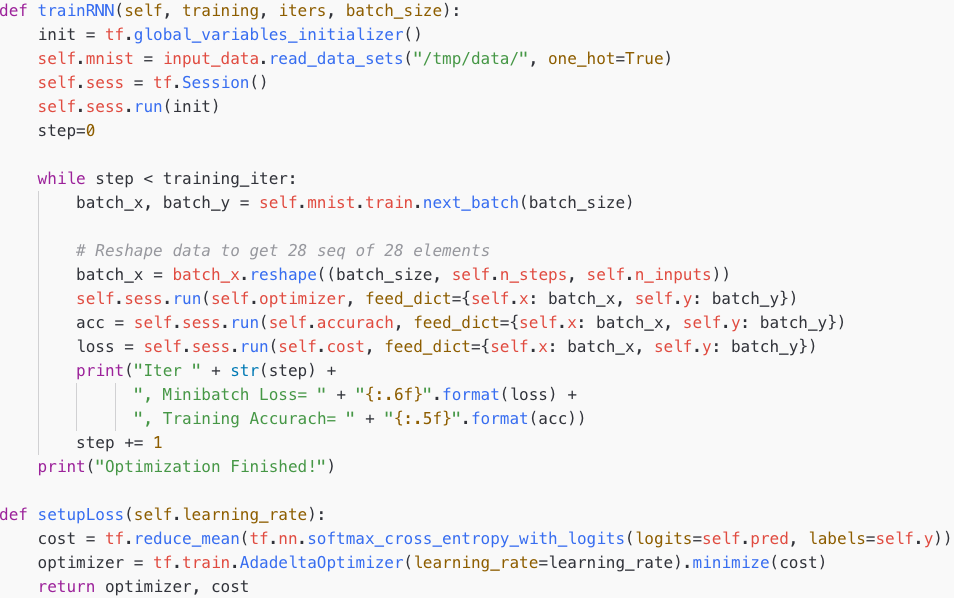 def trainRNN(self, training, iters, batch_size):
    init = tf.global_variables_initializer()
    self.mnist = input_data.read_data_sets("/tmp/data/", one_hot=True)
    self.sess = tf.Session()
    self.sess.run(init)
    step=0

    while step < training_iter:
        batch_x, batch_y = self.mnist.train.next_batch(batch_size)

        # Reshape data to get 28 seq of 28 elements
        batch_x = batch_x.reshape((batch_size, self.n_steps, self.n_inputs))
        self.sess.run(self.optimizer, feed_dict={self.x: batch_x, self.y: batch_y})
        acc = self.sess.run(self.accurach, feed_dict={self.x: batch_x, self.y: batch_y})
        loss = self.sess.run(self.cost, feed_dict={self.x: batch_x, self.y: batch_y})
        print("Iter " + str(step) +
              ", Minibatch Loss= " + "{:.6f}".format(loss) +
              ", Training Accurach= " + "{:.5f}".format(acc))
        step += 1
    print("Optimization Finished!")

def setupLoss(self.learning_rate):
    cost = tf.reduce_mean(tf.nn.softmax_cross_entropy_with_logits(logits=self.pred, labels=self.y))
    optimizer = tf.train.AdadeltaOptimizer(learning_rate=learning_rate).minimize(cost)
    return optimizer, cost